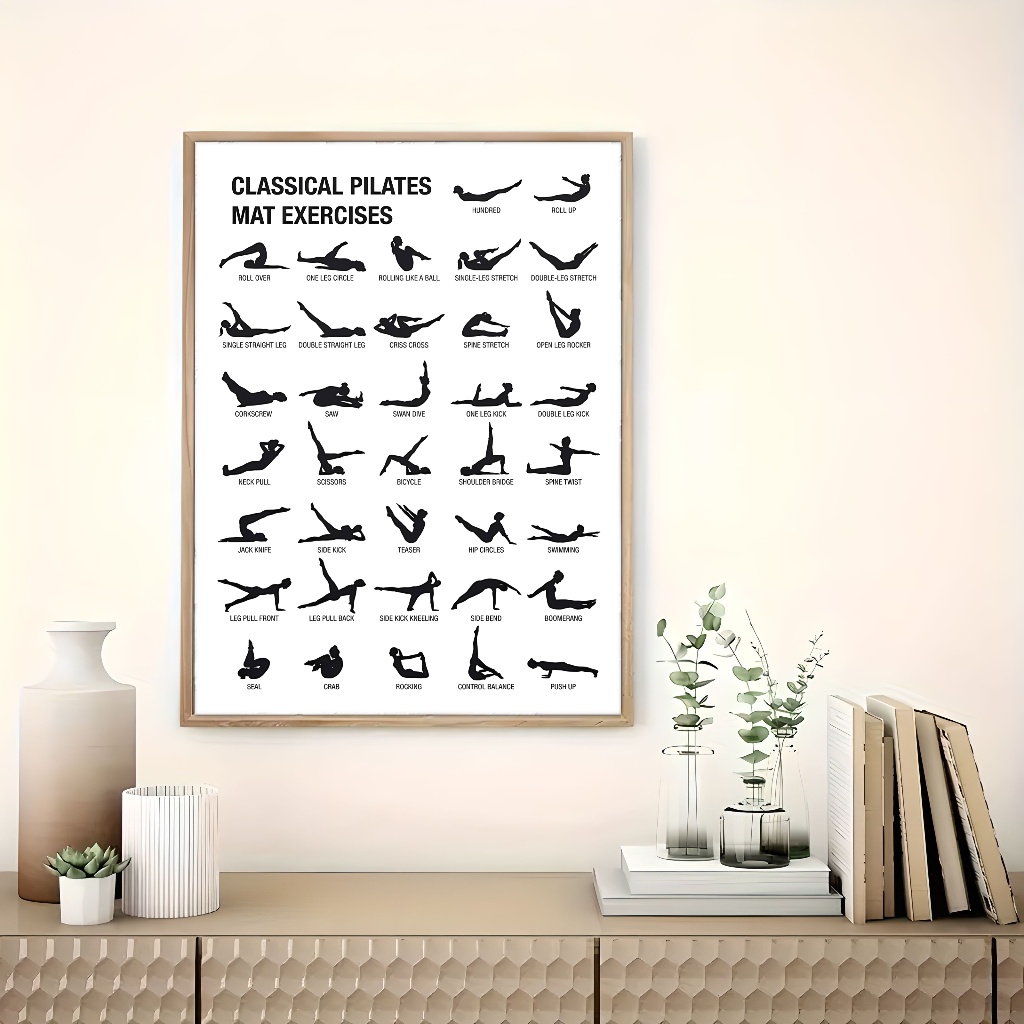 CLASSICAL PILATES
MAT EXERCISES
HUNDRED
ROLL UP
ROLL OVER
ONE LEG CIRCLE
ROLLING LIKE A BALL
SINGLE-LEG STRETCH
DOUBLE-LEG STRETCH
SINGLE STRAIGHT LEG
DOUBLE STRAIGHT LEG
CRISS CROSS
SPINE STRETCH
OPEN LEG ROCKER
CORKSCREW
SAW
SWAN DIVE
ONE LEG KICK
DOUBLE LEG KICK
NECK PULL
SCISSORS
BICYCLE
SHOULDER BRIDGE
SPINE TWIST
JACK KNIFE
SIDE KICK
TEASER
HIP CIRCLES
SWIMMING
LEG PULL FRONT
LEG PULL BACK
SIDE KICK KNEELING
SIDE BEND
BOOMERANG
SEAL
CRAB
ROCKING
CONTROL BALANCE
PUSH UP